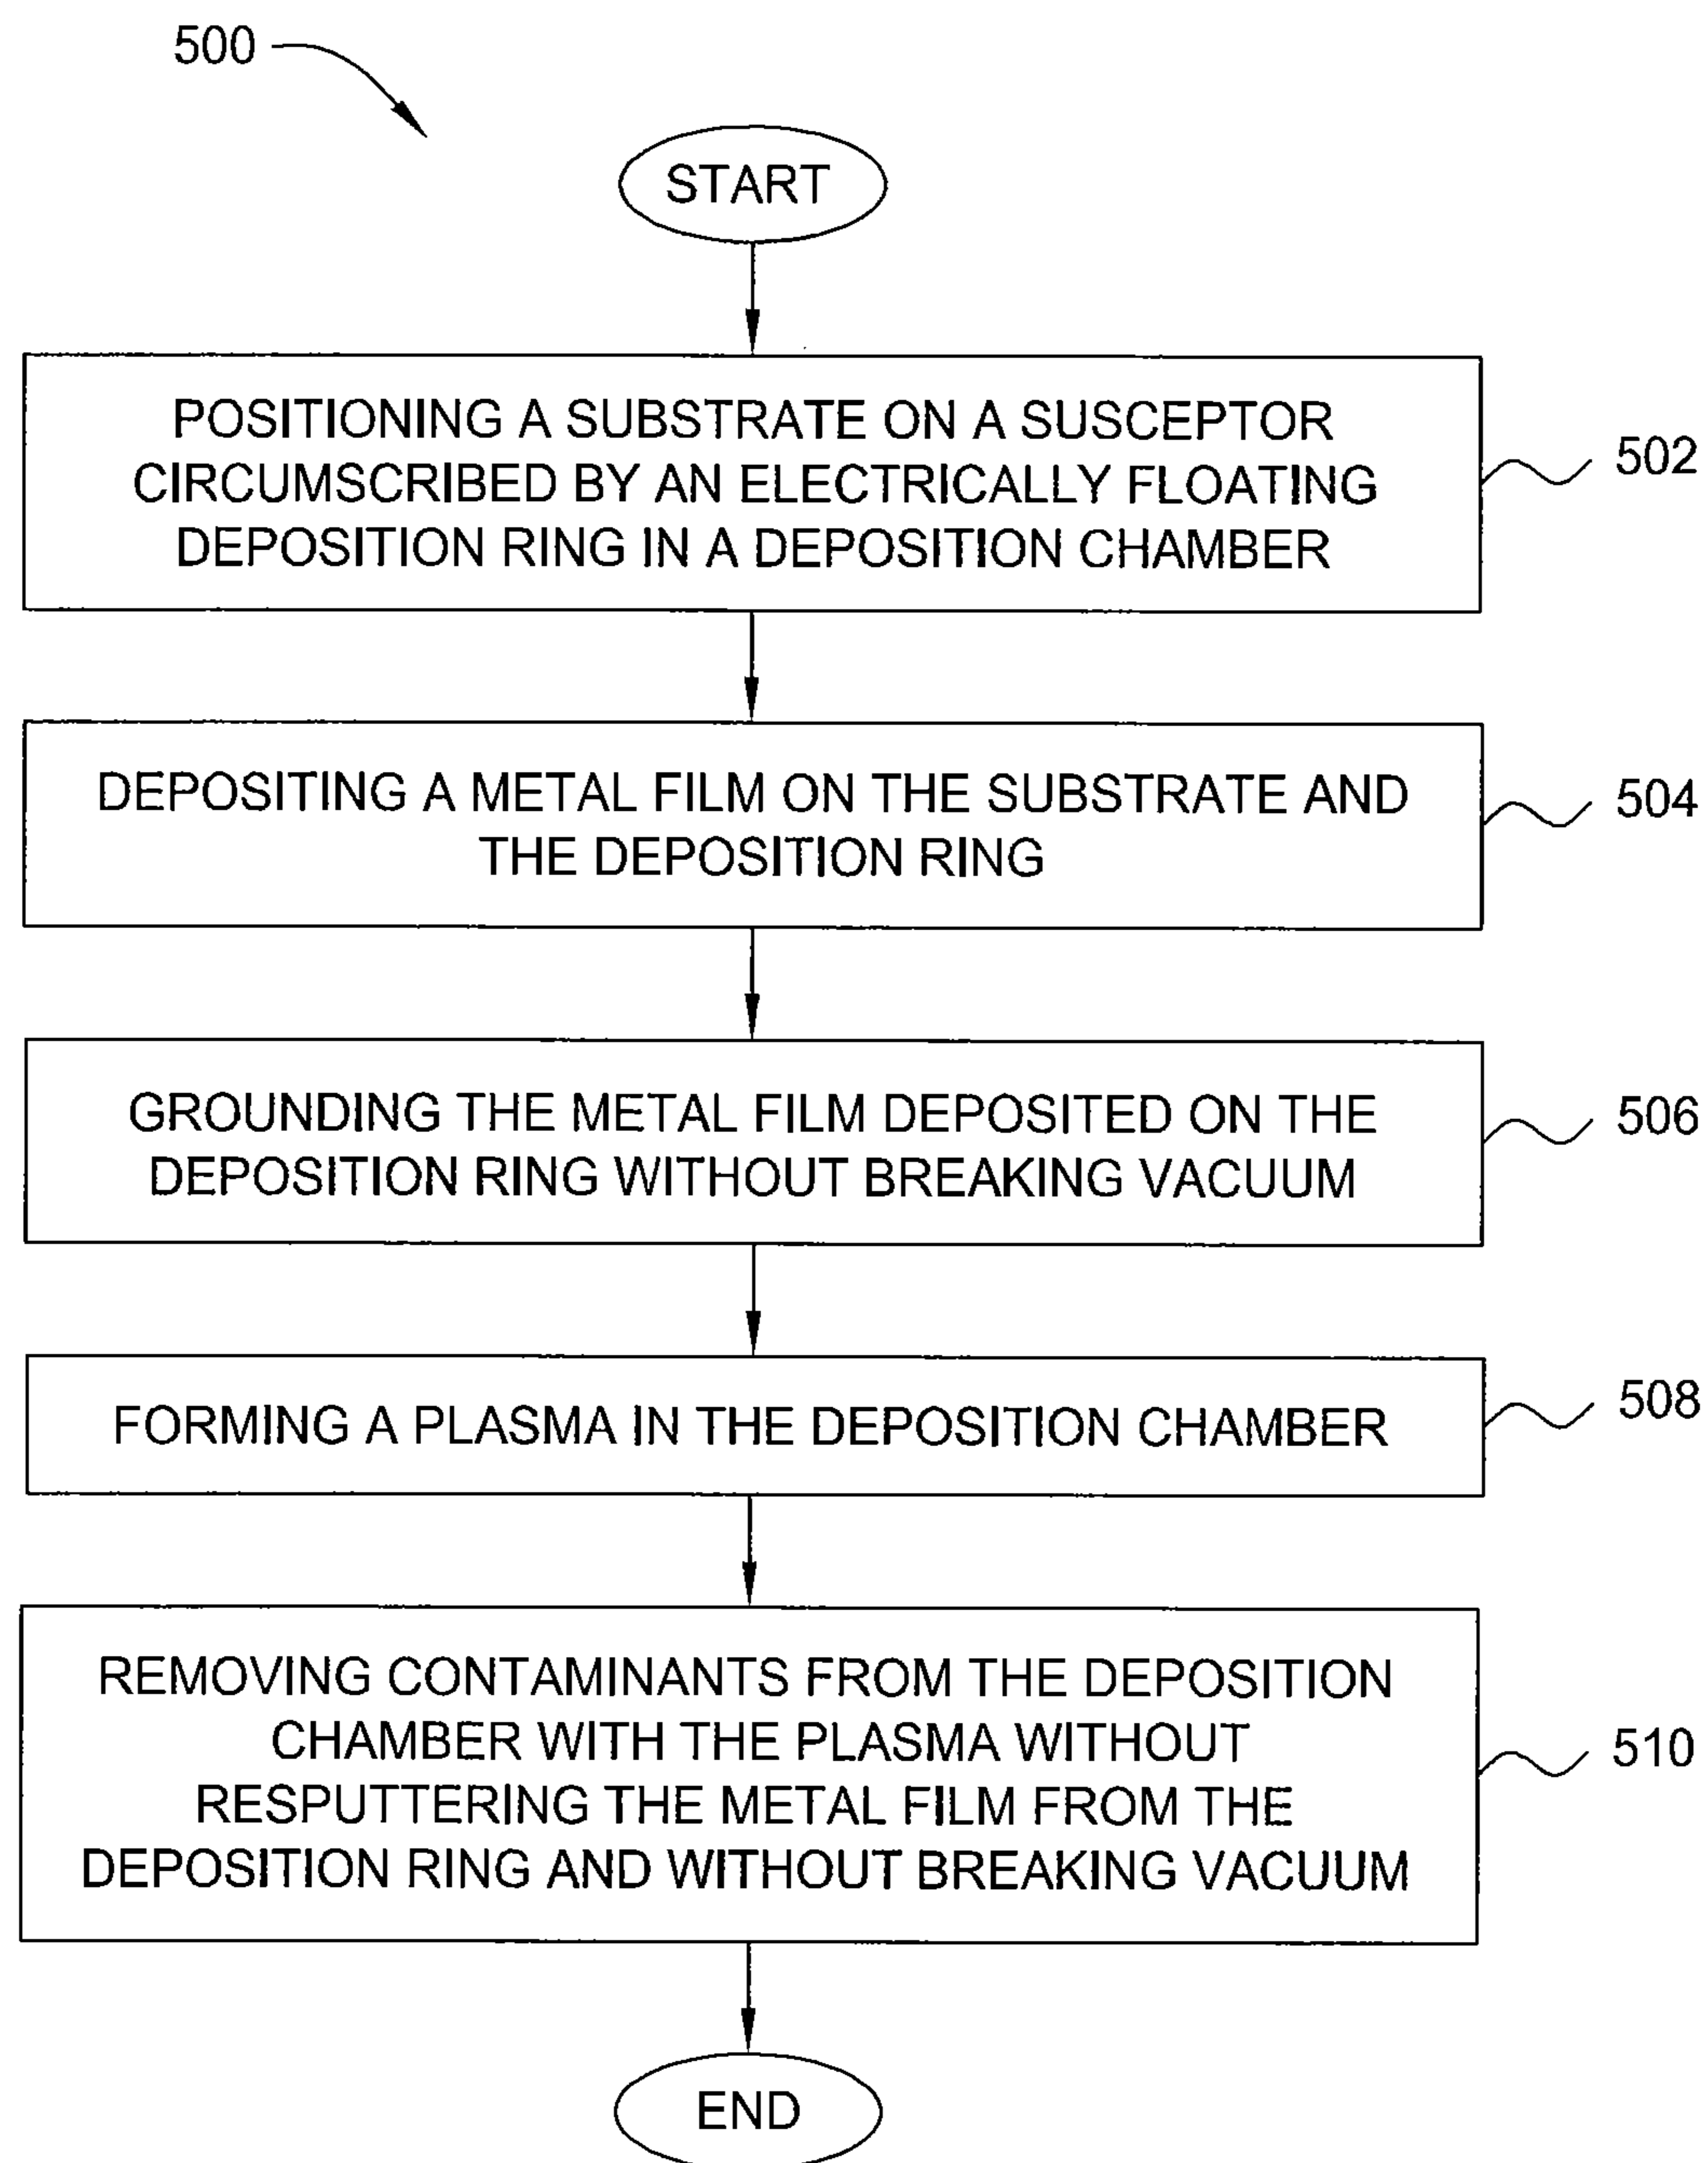 500
START
POSITIONING A SUBSTRATE ON A SUSCEPTOR
CIRCUMSCRIBED BY AN ELECTRICALLY FLOATING
DEPOSITION RING IN A DEPOSITION CHAMBER
502
DEPOSITING A METAL FILM ON THE SUBSTRATE AND
THE DEPOSITION RING
504
GROUNDING THE METAL FILM DEPOSITED ON THE
DEPOSITION RING WITHOUT BREAKING VACUUM
506
FORMING A PLASMA IN THE DEPOSITION CHAMBER
508
REMOVING CONTAMINANTS FROM THE DEPOSITION
CHAMBER WITH THE PLASMA WITHOUT
RESPUTTERING THE METAL FILM FROM THE
DEPOSITION RING AND WITHOUT BREAKING VACUUM
510
END